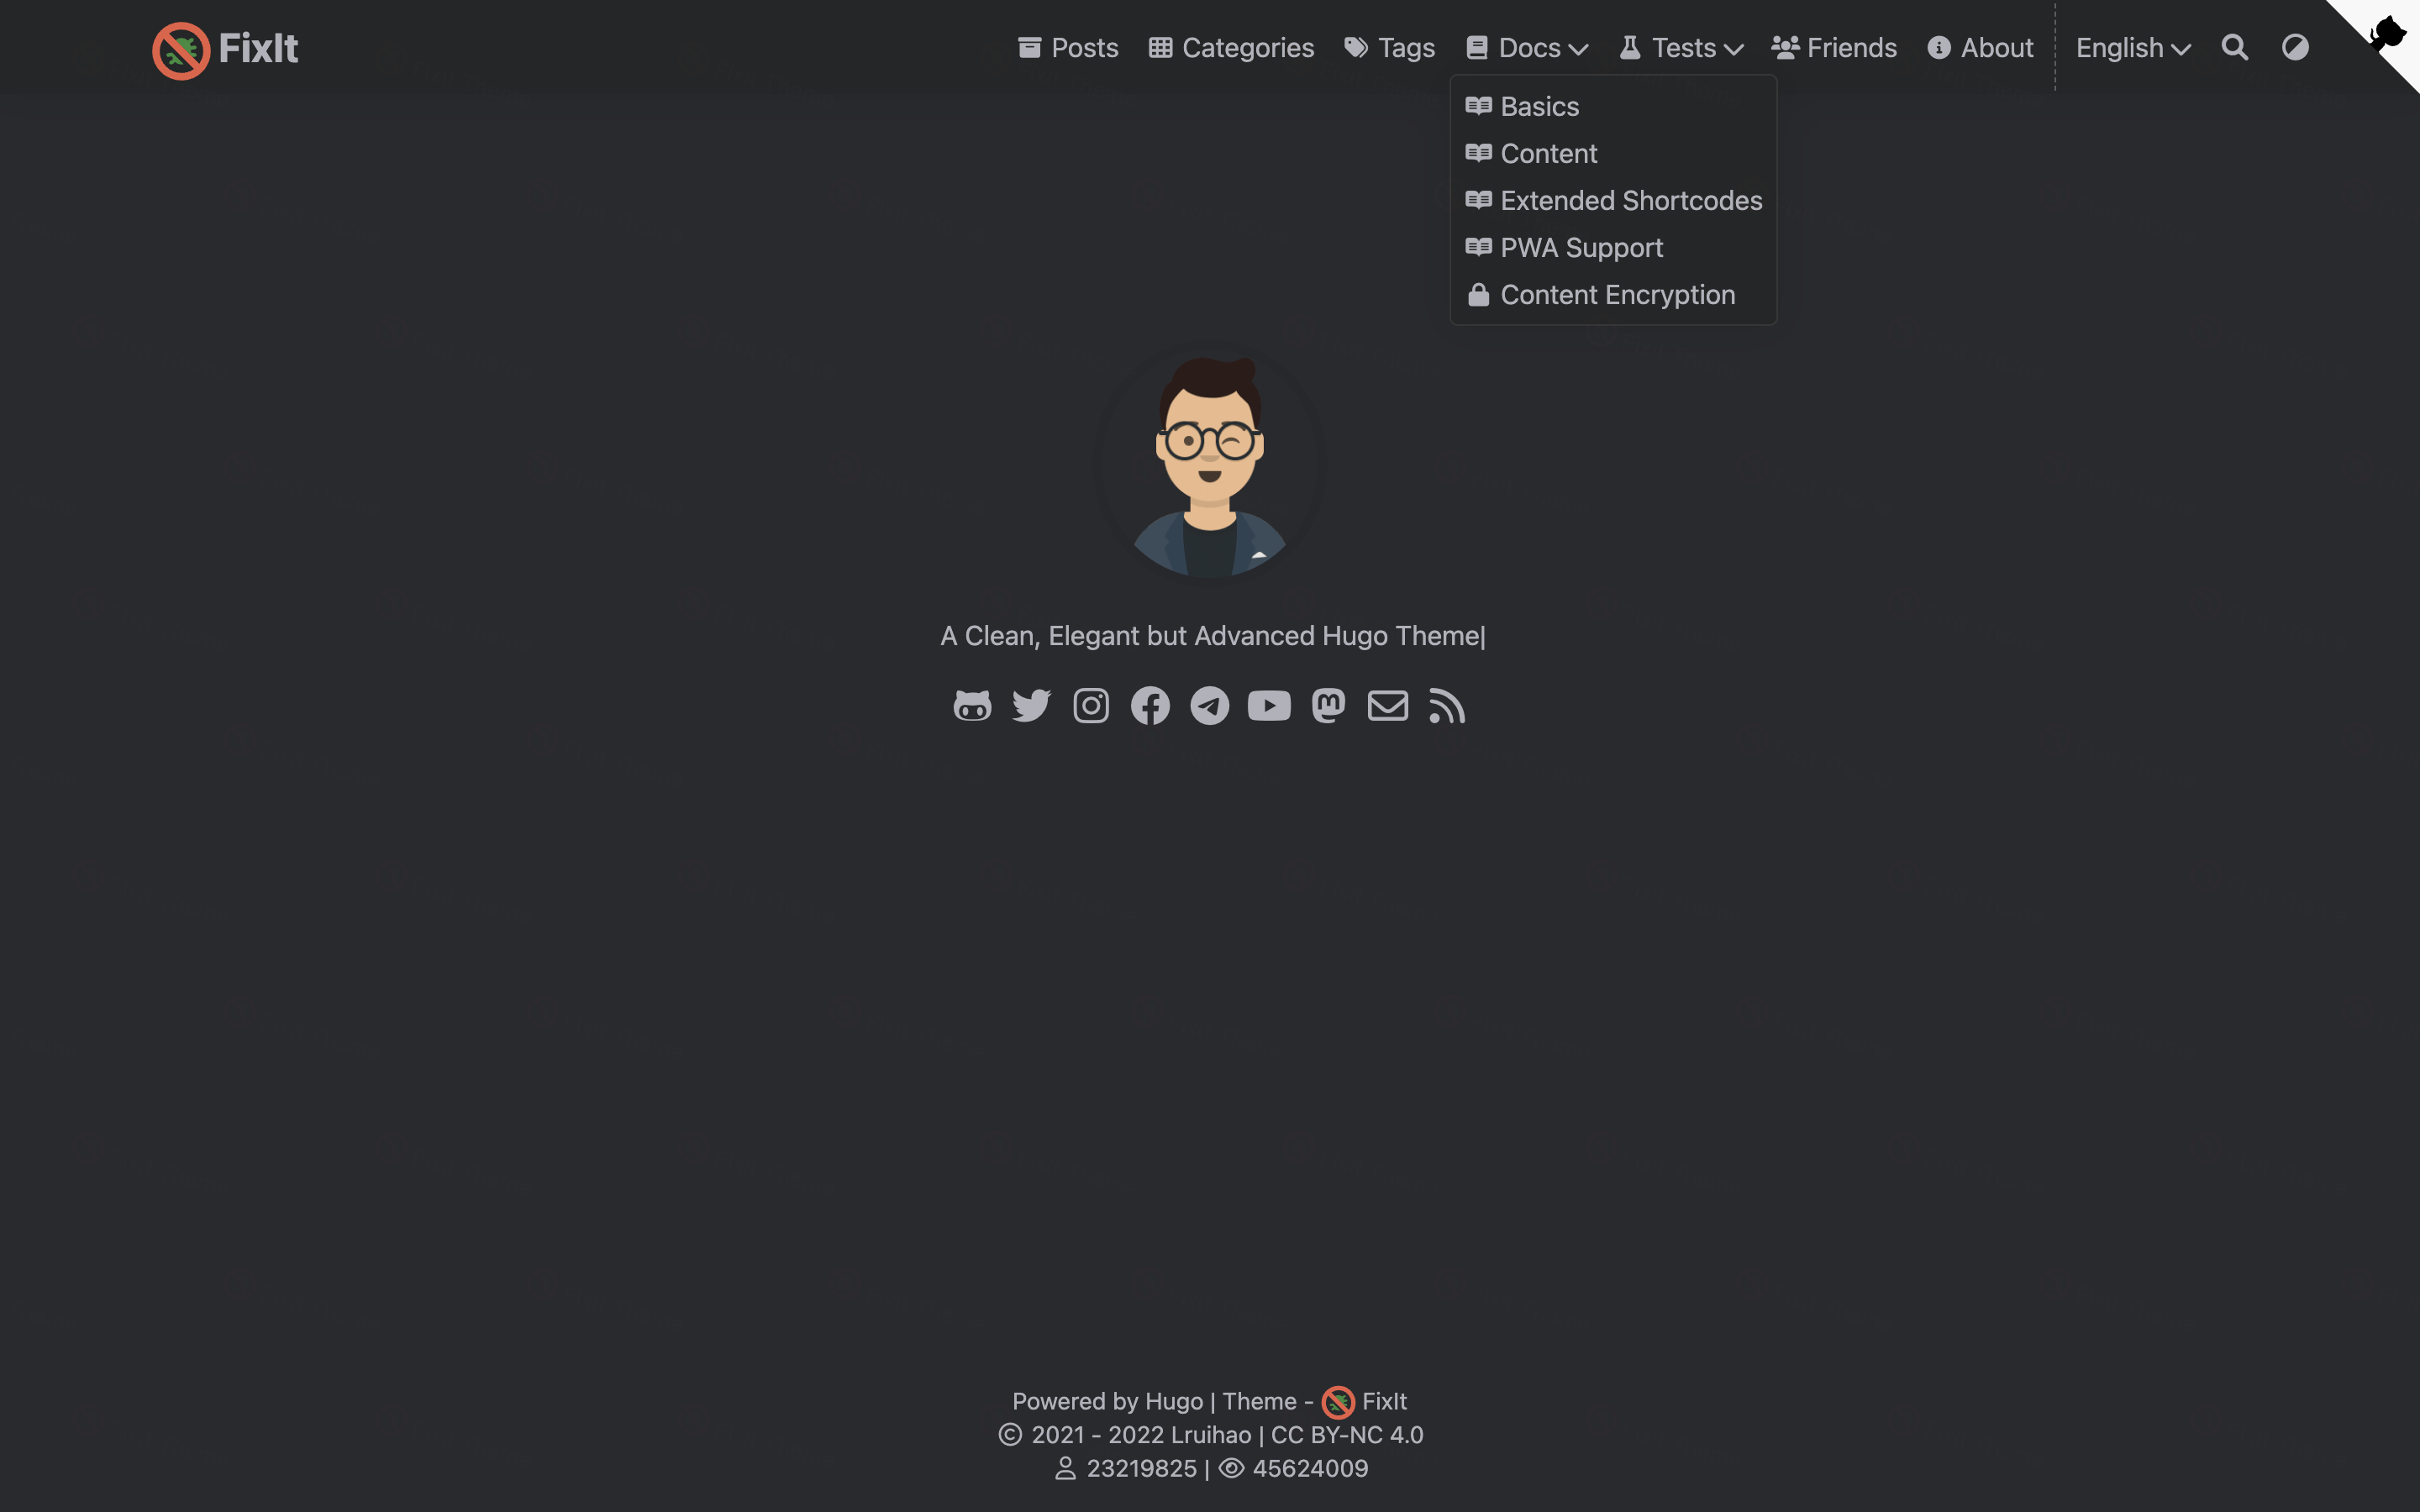 FixIt
Posts Categories Tags Docs Tests Friends About English
Basics
Content
Extended Shortcodes
PWA Support
Content Encryption
A Clean, Elegant but Advanced Hugo Theme|
Powered by Hugo | Theme - FixIt
© 2021 - 2022 Lruihao | CC BY-NC 4.0
23219825 | 45624009